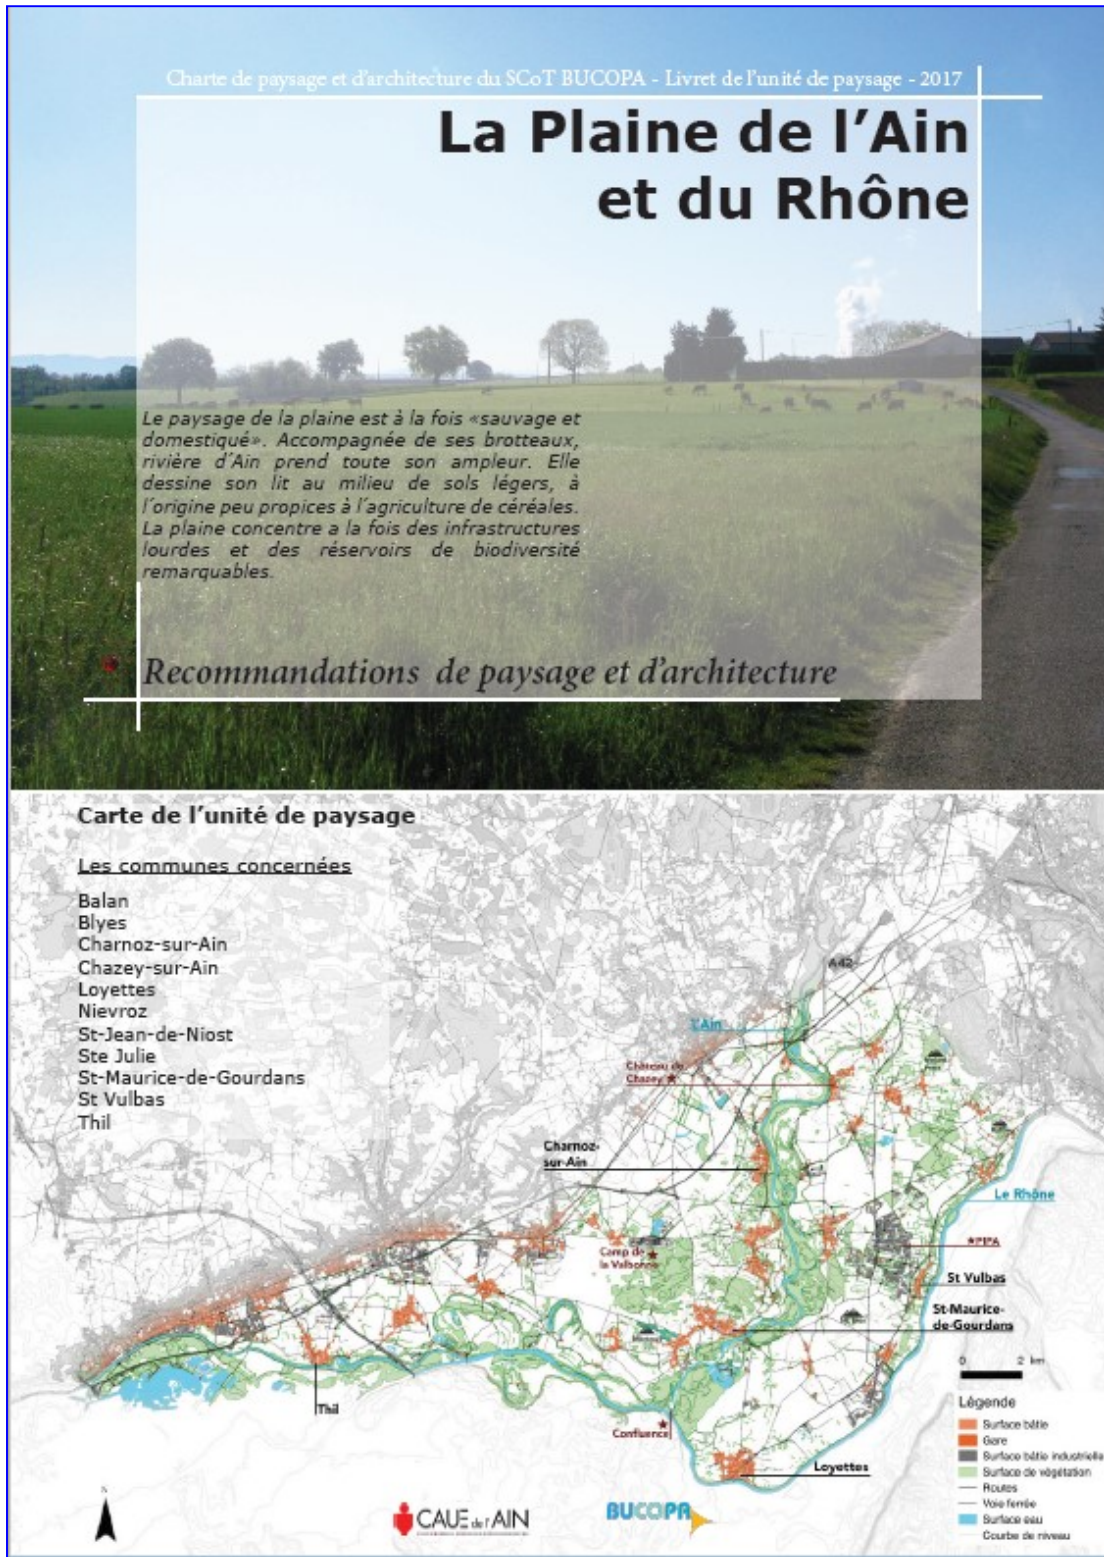 Charte de paysage et d'architecture du SCoT BUCOPA - Livret de l'unité de paysage - 2017
La Plaine de l'Ain
et du Rhône
Le paysage de la plaine est à la fois «sauvage et
domestiqué». Accompagnée de ses brotteaux,
rivière d'Ain prend toute son ampleur. Elle
dessine son lit au milieu de sols légers, à
l'origine peu propices à l'agriculture de céréales.
La plaine concentre a la fois des infrastructures
lourdes et des réservoirs de biodiversité
remarquables.
Recommandations de paysage et d'architecture
Carte de l'unité de paysage
Les communes concernées
Balan
Blyes
Charnoz-sur-Ain
Chazey-sur-Ain
Loyettes
Nievroz
St-Jean-de-Niost
Ste Julie
St-Maurice-de-Gourdans
St Vulbas
Thil
A42
L'Ain
Château de
Chazey
Charnoz-
sur-Ain
Le Rhône
PIPA
Camp de
la Valbonne
St Vulbas
St-Maurice-
de-Gourdans
Thil
Confluence
Loyettes
0 2 km
Légende
Surface bâtie
Gare
Surface bâtie industrielle
Surface de végétation
Routes
Voie ferrée
Surface eau
Courbe de niveau
N
CAUE de l'AIN
BUCOPA